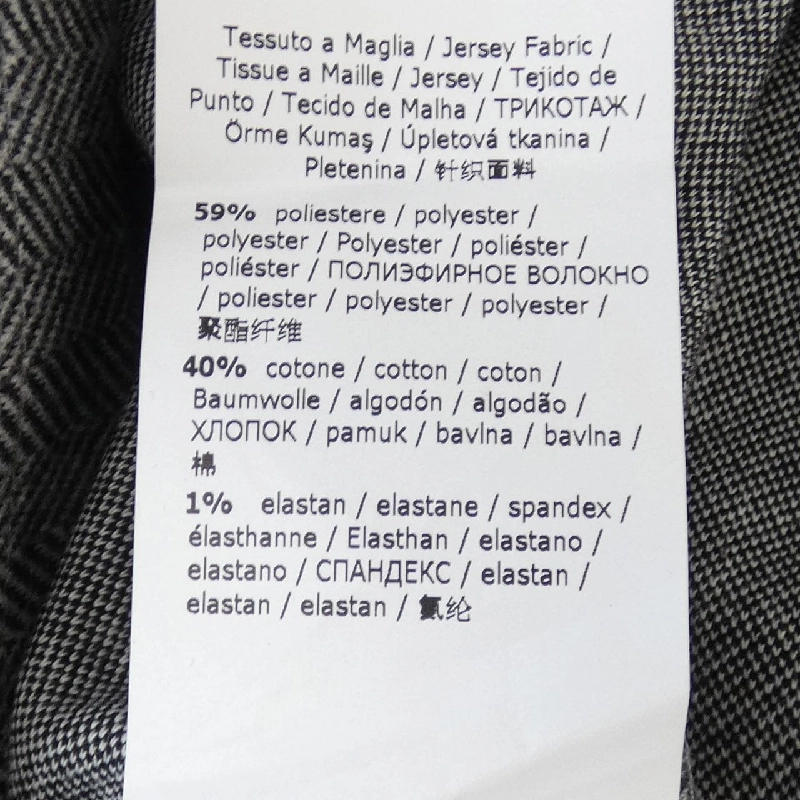 Tessuto a Maglia / Jersey Fabric /
Tissue a Maille / Jersey / Tejido de
Punto / Tecido de Malha / ТРИКОТАЖ /
Örme Kumaş / Úpletová tkanina /
Pletenina / 针织面料
59% poliestere / polyester /
polyester / Polyester / poliéster /
poliéster / ПОЛИЭФИРНОЕ ВОЛОКНО
/ poliester / polyester / polyester /
聚酯纤维
40% cotone / cotton / coton /
Baumwolle / algodón / algodão /
ХЛОПОК / pamuk / bavlna / bavlna /
棉
1% elastan / elastane / spandex /
élasthanne / Elasthan / elastano /
elastano / СПАНДЕКС / elastan /
elastan / elastan / 氨纶